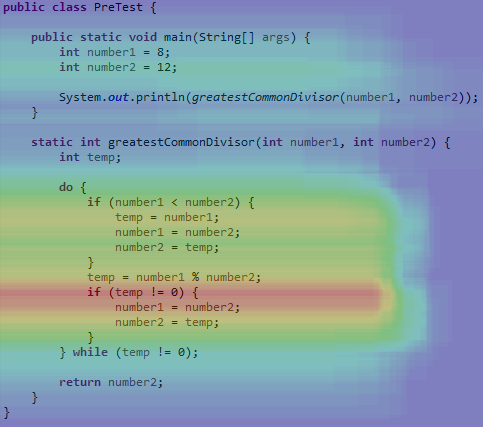 public class PreTest {
public static void main(String[] args) {
int number1 = 8;
int number2 = 12;
System.out.println(greatestCommonDivisor(number1, number2));
}
static int greatestCommonDivisor(int number1, int number2) {
int temp;
do {
if (number1 < number2) {
temp = number1;
number1 = number2;
number2 = temp;
}
temp = number1 % number2;
if (temp != 0) {
number1 = number2;
number2 = temp;
}
} while (temp != 0);
return number2;
}
}